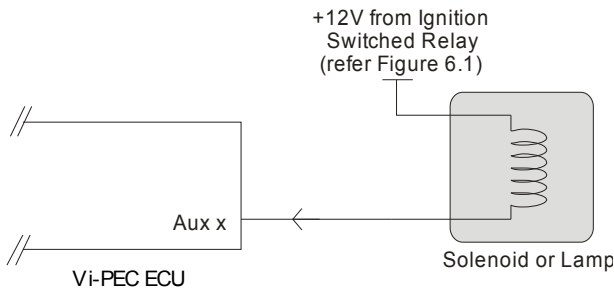 +12V from Ignition
Switched Relay
(refer Figure 6.1)
Aux x
Solenoid or Lamp
Vi-PEC ECU